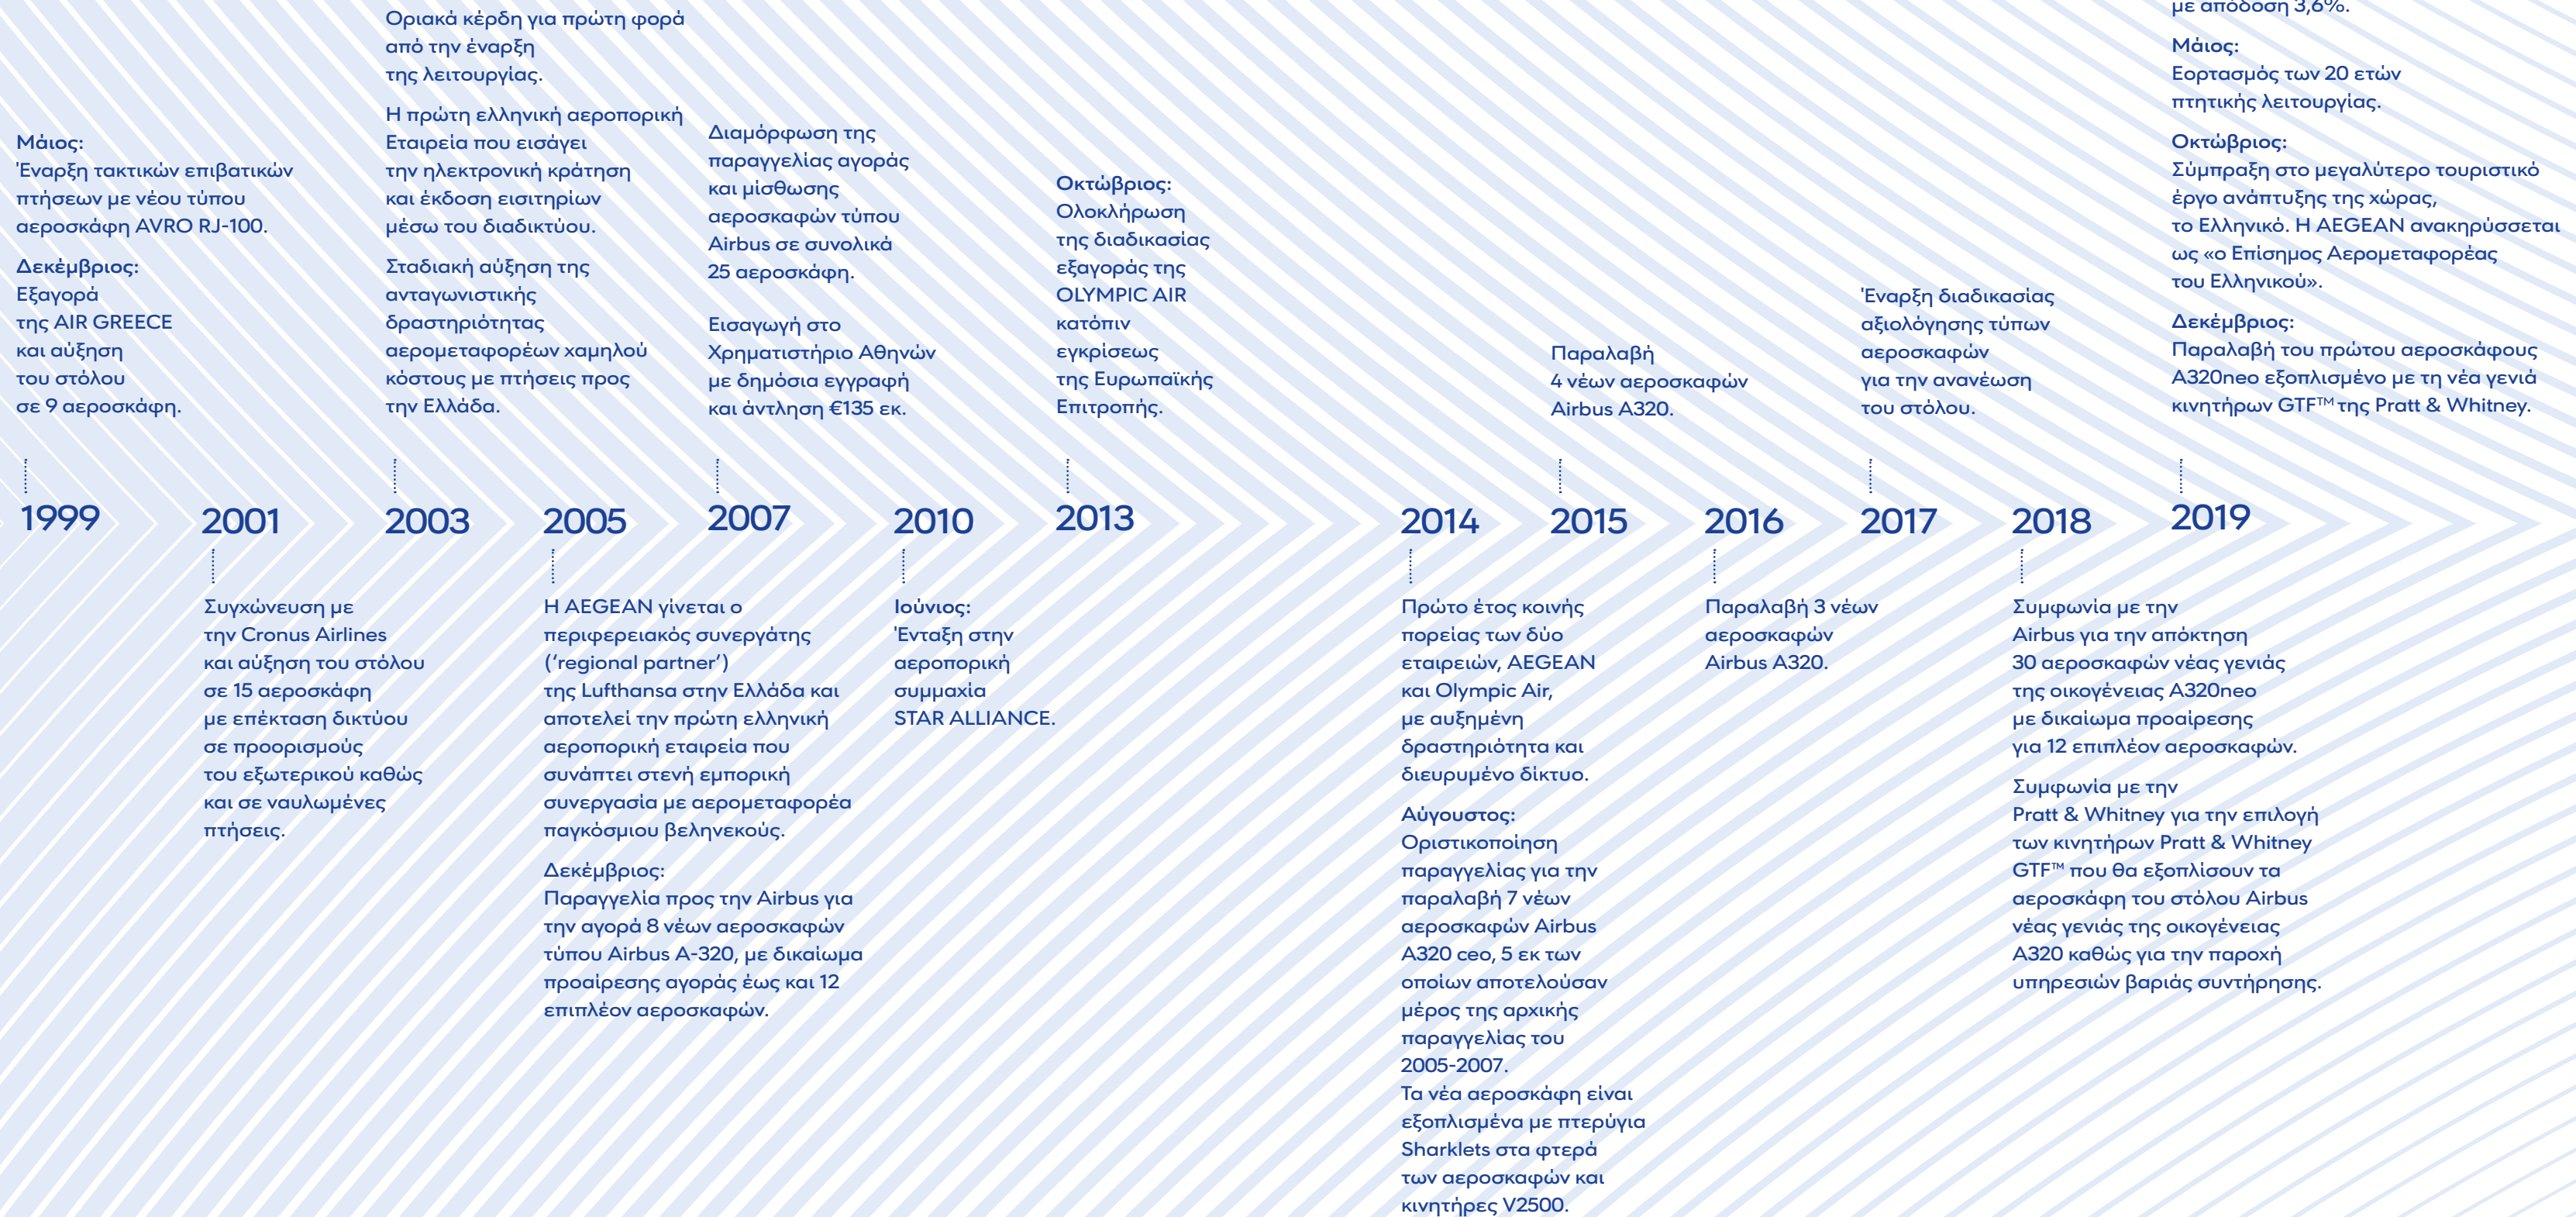 Μάιος:
Έναρξη τακτικών επιβατικών
πτήσεων με νέου τύπου
αεροσκάφη AVRO RJ-100.
Δεκέμβριος:
Εξαγορά
της AIR GREECE
και αύξηση
του στόλου
σε 9 αεροσκάφη.
1999
2001
Συγχώνευση με
την Cronus Airlines
και αύξηση του στόλου
σε 15 αεροσκάφη
με επέκταση δικτύου
σε προορισμούς
του εξωτερικού καθώς
και σε ναυλωμένες
πτήσεις.
Οριακά κέρδη για πρώτη φορά
από την έναρξη
της λειτουργίας.
Η πρώτη ελληνική αεροπορική
Εταιρεία που εισάγει
την ηλεκτρονική κράτηση
και έκδοση εισιτηρίων
μέσω του διαδικτύου.
Σταδιακή αύξηση της
ανταγωνιστικής
δραστηριότητας
αερομεταφορέων χαμηλού
κόστους με πτήσεις προς
την Ελλάδα.
2003
2005
Η AEGEAN γίνεται ο
περιφερειακός συνεργάτης
(‘regional partner’)
της Lufthansa στην Ελλάδα και
αποτελεί την πρώτη ελληνική
αεροπορική εταιρεία που
συνάπτει στενή εμπορική
συνεργασία με αερομεταφορέα
παγκόσμιου βεληνεκούς.
Δεκέμβριος:
Παραγγελία προς την Airbus για
την αγορά 8 νέων αεροσκαφών
τύπου Airbus A-320, με δικαίωμα
προαίρεσης αγοράς έως και 12
επιπλέον αεροσκαφών.
Διαμόρφωση της
παραγγελίας αγοράς
και μίσθωσης
αεροσκαφών τύπου
Airbus σε συνολικά
25 αεροσκάφη.
Εισαγωγή στο
Χρηματιστήριο Αθηνών
με δημόσια εγγραφή
και άντληση €135 εκ.
2007
2010
Ιούνιος:
Ένταξη στην
αεροπορική
συμμαχία
STAR ALLIANCE.
Οκτώβριος:
Ολοκλήρωση
της διαδικασίας
εξαγοράς της
OLYMPIC AIR
κατόπιν
εγκρίσεως
της Ευρωπαϊκής
Επιτροπής.
2013
2014
Πρώτο έτος κοινής
πορείας των δύο
εταιρειών, AEGEAN
και Olympic Air,
με αυξημένη
δραστηριότητα και
διευρυμένο δίκτυο.
Αύγουστος:
Οριστικοποίηση
παραγγελίας για την
παραλαβή 7 νέων
αεροσκαφών Airbus
A320 ceo, 5 εκ των
οποίων αποτελούσαν
μέρος της αρχικής
παραγγελίας του
2005-2007.
Τα νέα αεροσκάφη είναι
εξοπλισμένα με πτερύγια
Sharklets στα φτερά
των αεροσκαφών και
κινητήρες V2500.
Παραλαβή
4 νέων αεροσκαφών
Airbus A320.
2015
2016
Παραλαβή 3 νέων
αεροσκαφών
Airbus A320.
Έναρξη διαδικασίας
αξιολόγησης τύπων
αεροσκαφών
για την ανανέωση
του στόλου.
2017
2018
Συμφωνία με την
Airbus για την απόκτηση
30 αεροσκαφών νέας γενιάς
της οικογένειας A320neo
με δικαίωμα προαίρεσης
για 12 επιπλέον αεροσκαφών.
Συμφωνία με την
Pratt & Whitney για την επιλογή
των κινητήρων Pratt & Whitney
GTF™ που θα εξοπλίσουν τα
αεροσκάφη του στόλου Airbus
νέας γενιάς της οικογένειας
A320 καθώς για την παροχή
υπηρεσιών βαριάς συντήρησης.
με απόδοση 3,6%.
Μάιος:
Εορτασμός των 20 ετών
πτητικής λειτουργίας.
Οκτώβριος:
Σύμπραξη στο μεγαλύτερο τουριστικό
έργο ανάπτυξης της χώρας,
το Ελληνικό. Η AEGEAN ανακηρύσσεται
ως «ο Επίσημος Αερομεταφορέας
του Ελληνικού».
Δεκέμβριος:
Παραλαβή του πρώτου αεροσκάφους
A320neo εξοπλισμένο με τη νέα γενιά
κινητήρων GTF™ της Pratt & Whitney.
2019